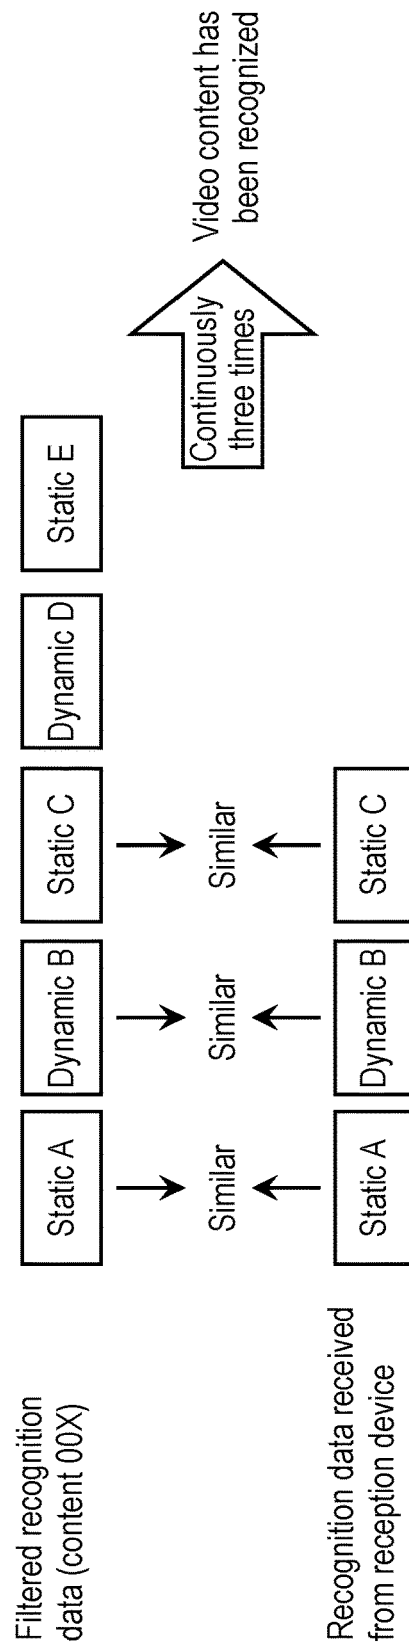 Filtered recognition
data (content 00X)
Static A
Dynamic B
Static C
Dynamic D
Static E
Similar
Similar
Similar
Continuously
three times
Video content has
been recognized
Recognition data received
from reception device
Static A
Dynamic B
Static C